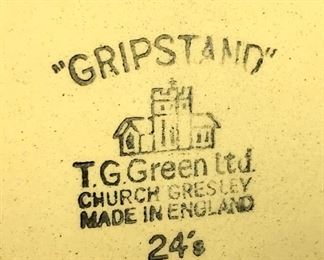 "GRIPSTAND"
T.G.Green Ltd.
CHURCH GRESLEY
MADE IN ENGLAND
24's